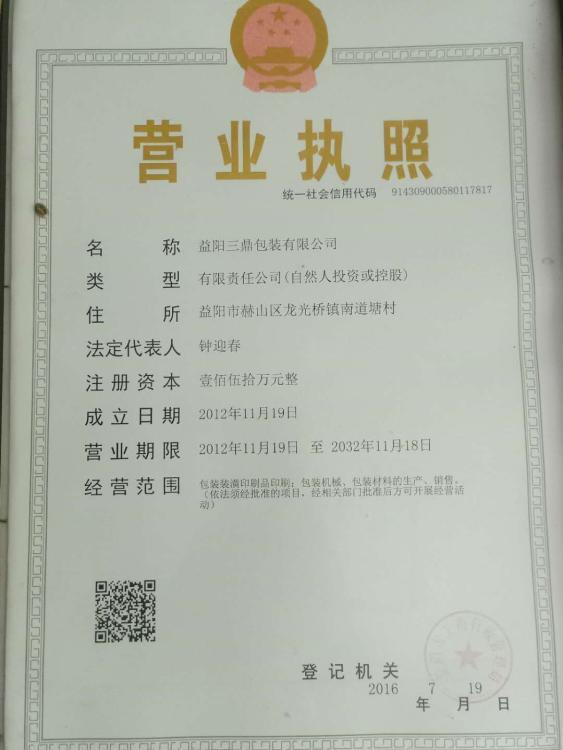 营业执照
统一社会信用代码 914309000580117817
名称 益阳三鼎包装有限公司
类型 有限责任公司(自然人投资或控股)
住所 益阳市赫山区龙光桥镇南道塘村
法定代表人 钟迎春
注册资本 壹佰伍拾万元整
成立日期 2012年11月19日
营业期限 2012年11月19日 至 2032年11月18日
经营范围 包装装潢印刷品印刷；包装机械、包装材料的生产、销售。
（依法须经批准的项目，经相关部门批准后方可开展经营活
动）
登记机关
2016 7 19
年 月 日